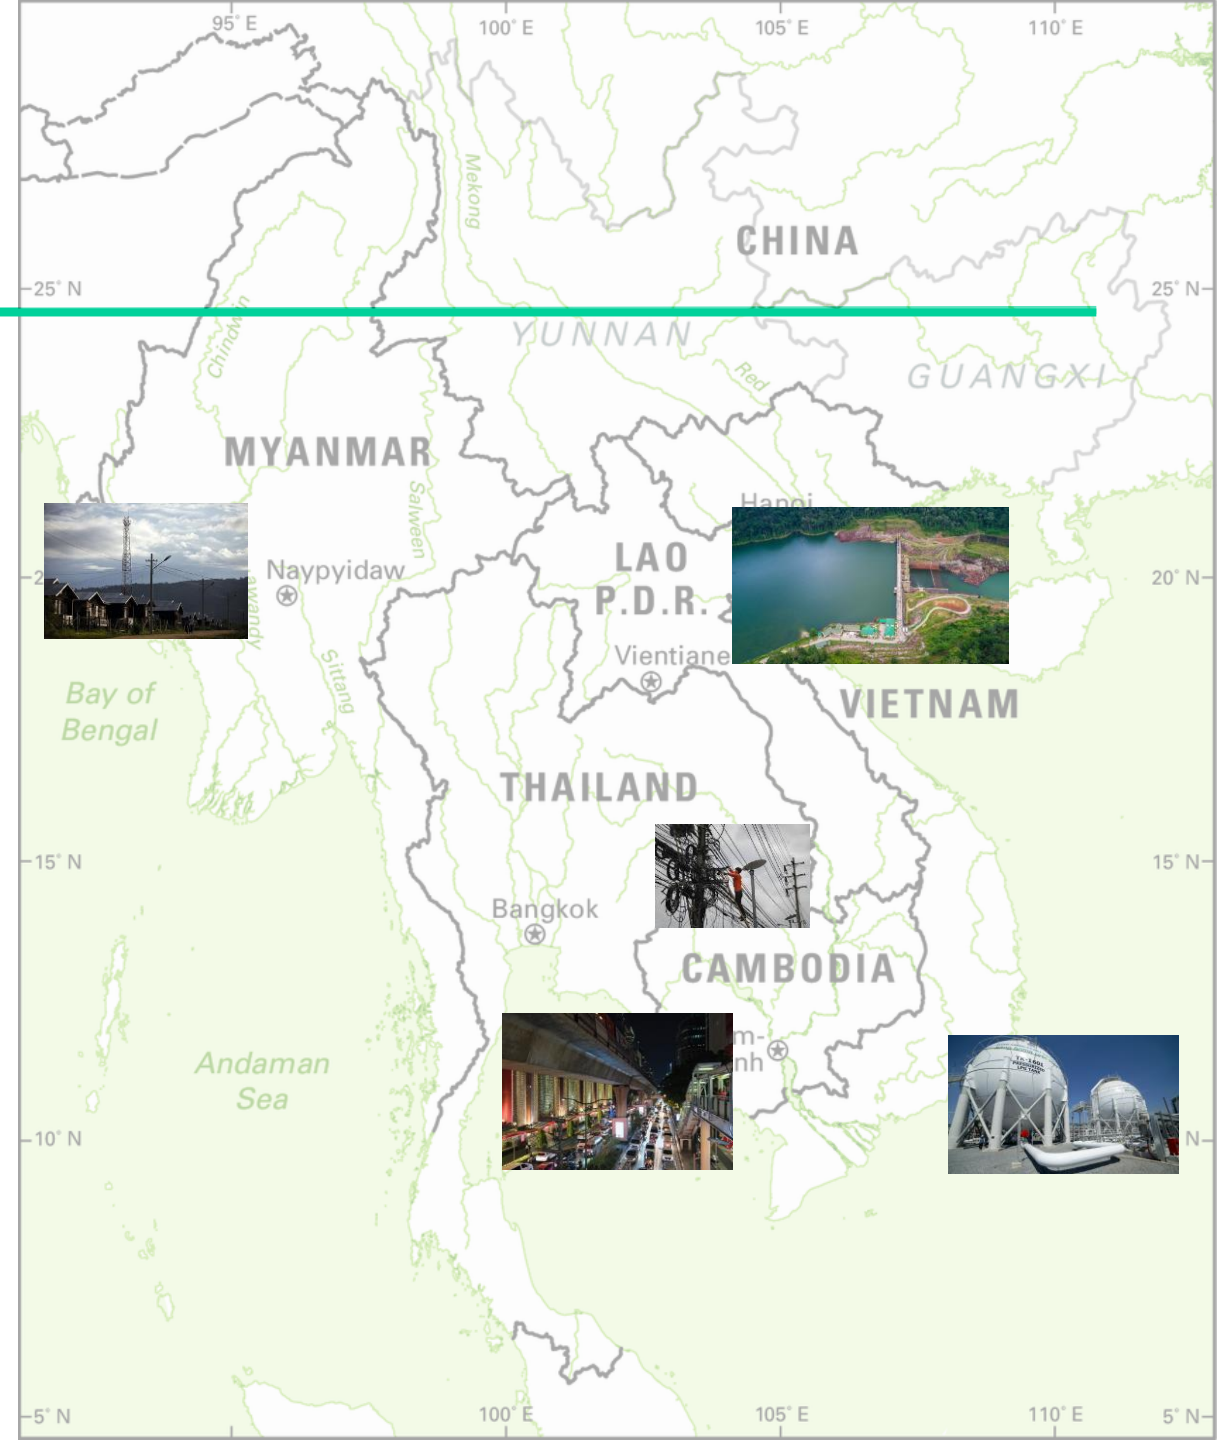 95° E
100° E
105° E
110° E
Mekong
CHINA
25° N
25° N
Chindwin
YUNNAN
Red
GUANGXI
MYANMAR
Salween
Hanoi
LAO
P.D.R.
Naypyidaw
20° N
Vientiane
Sittang
Bay of
Bengal
VIETNAM
THAILAND
15° N
15° N
Bangkok
CAMBODIA
Andaman
Sea
10° N
N
5° N
100° E
105° E
110° E
5° N